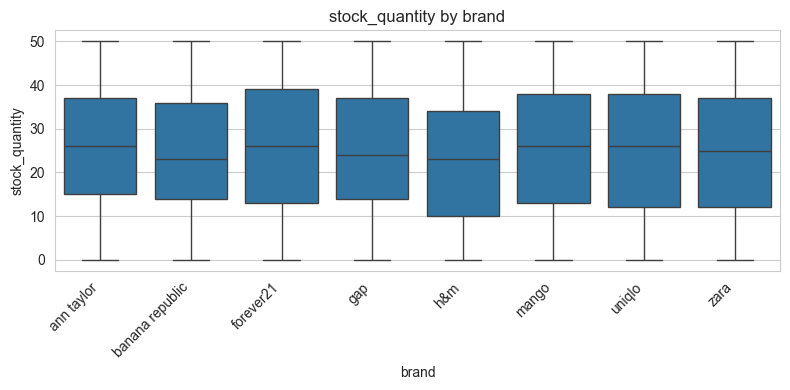 stock_quantity by brand
stock_quantity
50
40
30
20
10
0
ann taylor
banana republic
forever21
gap
h&m
mango
uniqlo
zara
brand